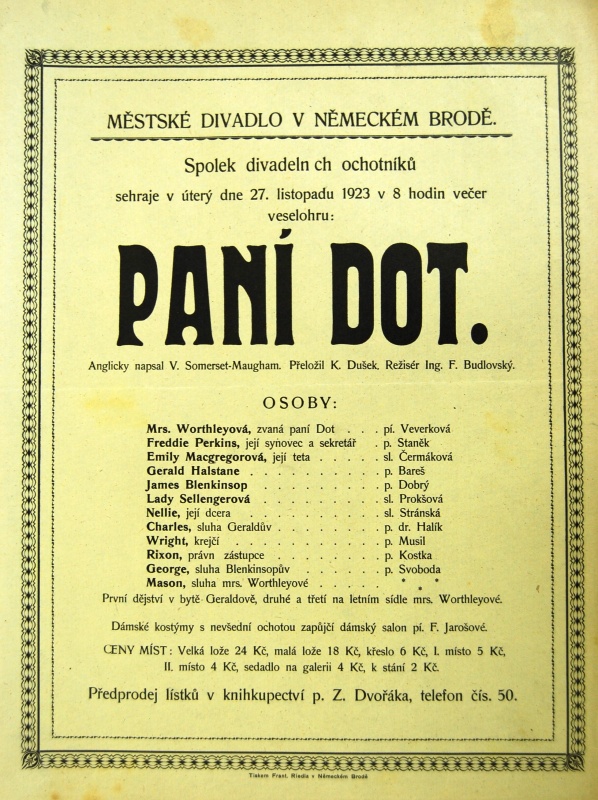 MĚSTSKÉ DIVADLO V NĚMECKÉM BRODĚ.
Spolek divadeln ch ochotníků
sehraje v úterý dne 27. listopadu 1923 v 8 hodin večer
veselohru:
PANÍ DOT.
Anglicky napsal V. Somerset-Maugham. Přeložil K. Dušek. Režisér Ing. F. Budlovský.
OSOBY:
Mrs. Worthleyová, zvaná paní Dot . . . pí. Veverková
Freddie Perkins, její synovec a sekretář . p. Staněk
Emily Macgregorová, její teta . . . . . sl. Čermáková
Gerald Halstane . . . . . . . . . p. Bareš
James Blenkinsop . . . . . . . . . p. Dobrý
Lady Sellengerová . . . . . . . . sl. Prokšová
Nellie, její dcera . . . . . . . . . sl. Stránská
Charles, sluha Geraldův . . . . . . . p. dr. Halík
Wright, krejčí . . . . . . . . . . p. Musil
Rixon, právn zástupce . . . . . . . p. Kostka
George, sluha Blenkinsopův . . . . . . p. Svoboda
Mason, sluha mrs. Worthleyové . . . . . * * *
První dějství v bytě Geraldově, druhé a třetí na letním sídle mrs. Worthleyové.
Dámské kostýmy s nevšední ochotou zapůjčí dámský salon pí. F. Jarošové.
CENY MÍST: Velká lože 24 Kč, malá lože 18 Kč, křeslo 6 Kč, I. místo 5 Kč,
II. místo 4 Kč, sedadlo na galerii 4 Kč, k stání 2 Kč.
Předprodej lístků v knihkupectví p. Z. Dvořáka, telefon čís. 50.
Tiskem Frant. Riedla v Německém Brodě